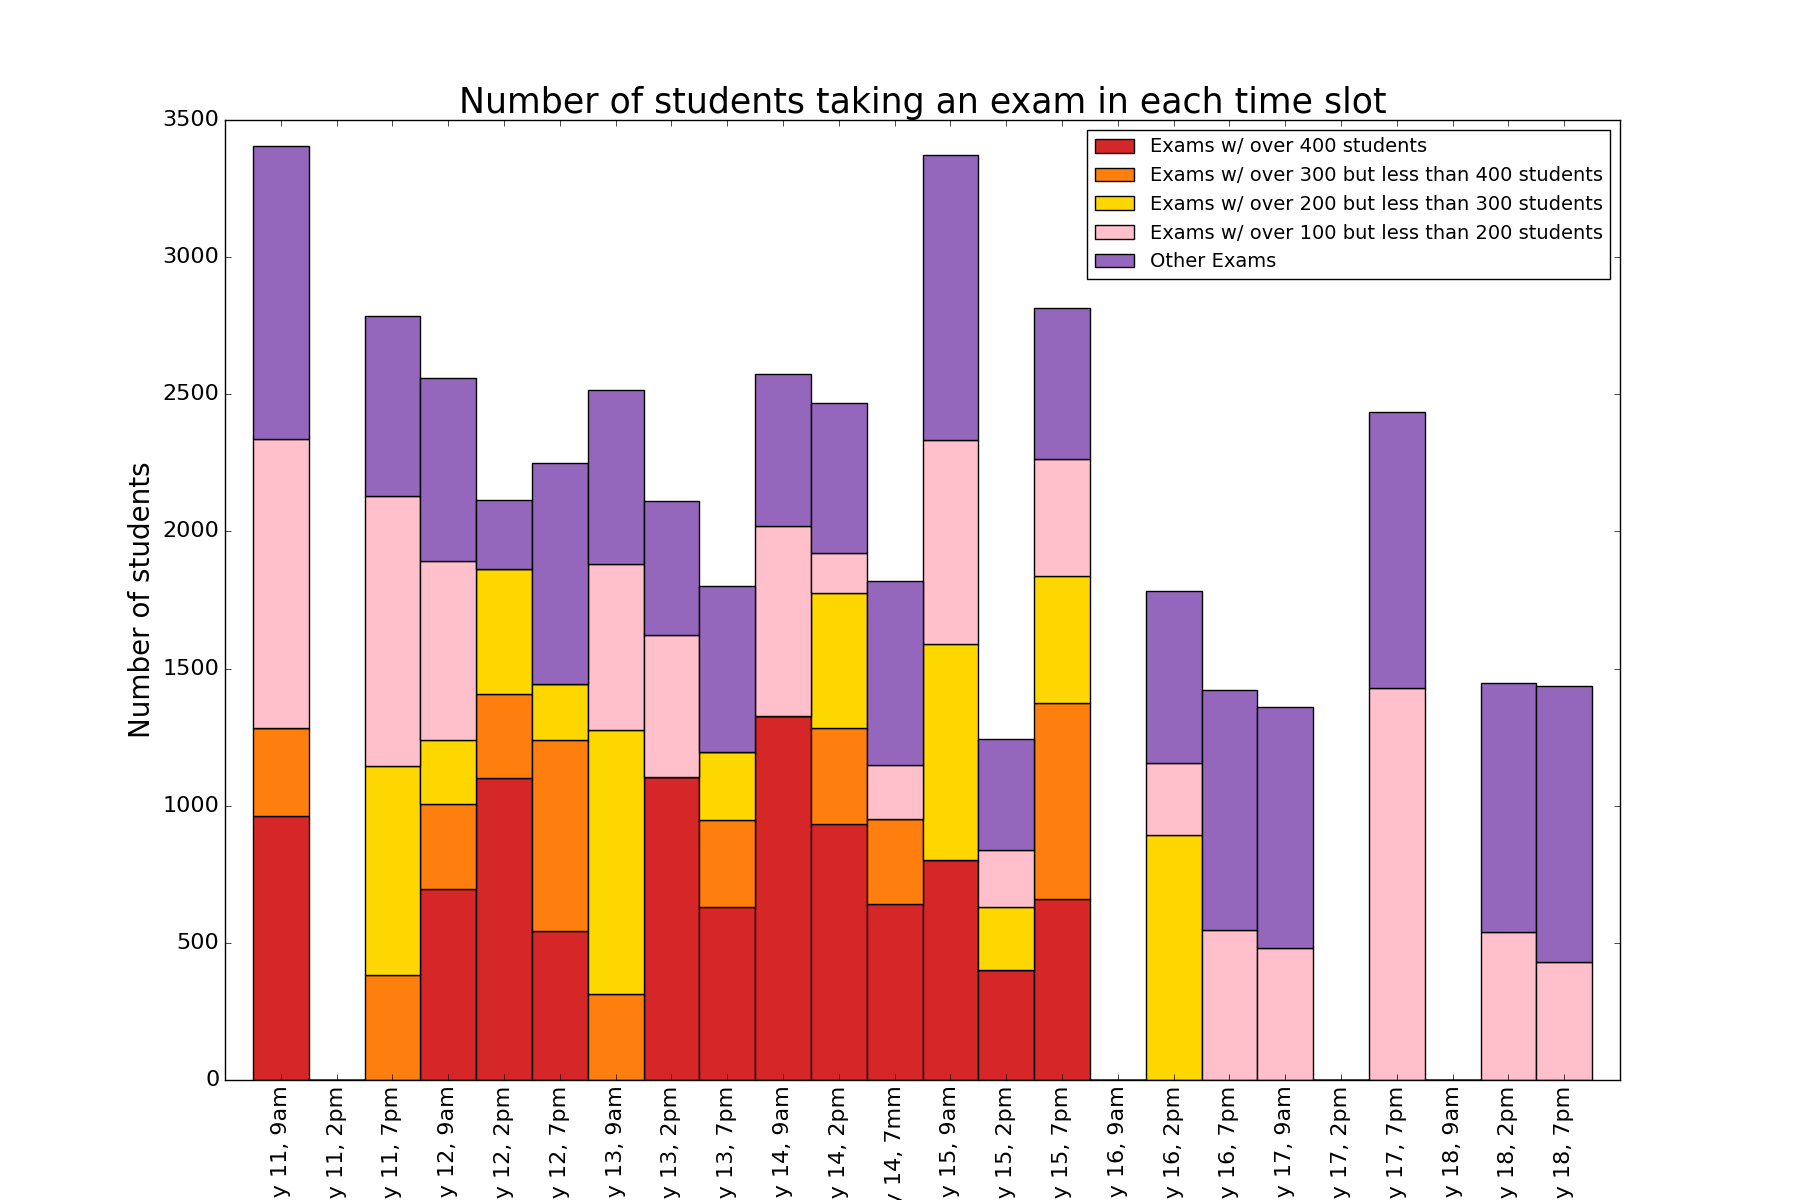 Number of students taking an exam in each time slot
Exams w/ over 400 students
Exams w/ over 300 but less than 400 students
Exams w/ over 200 but less than 300 students
Exams w/ over 100 but less than 200 students
Other Exams
Number of students
3500
3000
2500
2000
1500
1000
500
0
y 11, 9am
y 11, 2pm
y 11, 7pm
y 12, 9am
y 12, 2pm
y 12, 7pm
y 13, 9am
y 13, 2pm
y 13, 7pm
y 14, 9am
y 14, 2pm
y 14, 7mm
y 15, 9am
y 15, 2pm
y 15, 7pm
y 16, 9am
y 16, 2pm
y 16, 7pm
y 17, 9am
y 17, 2pm
y 17, 7pm
y 18, 9am
y 18, 2pm
y 18, 7pm